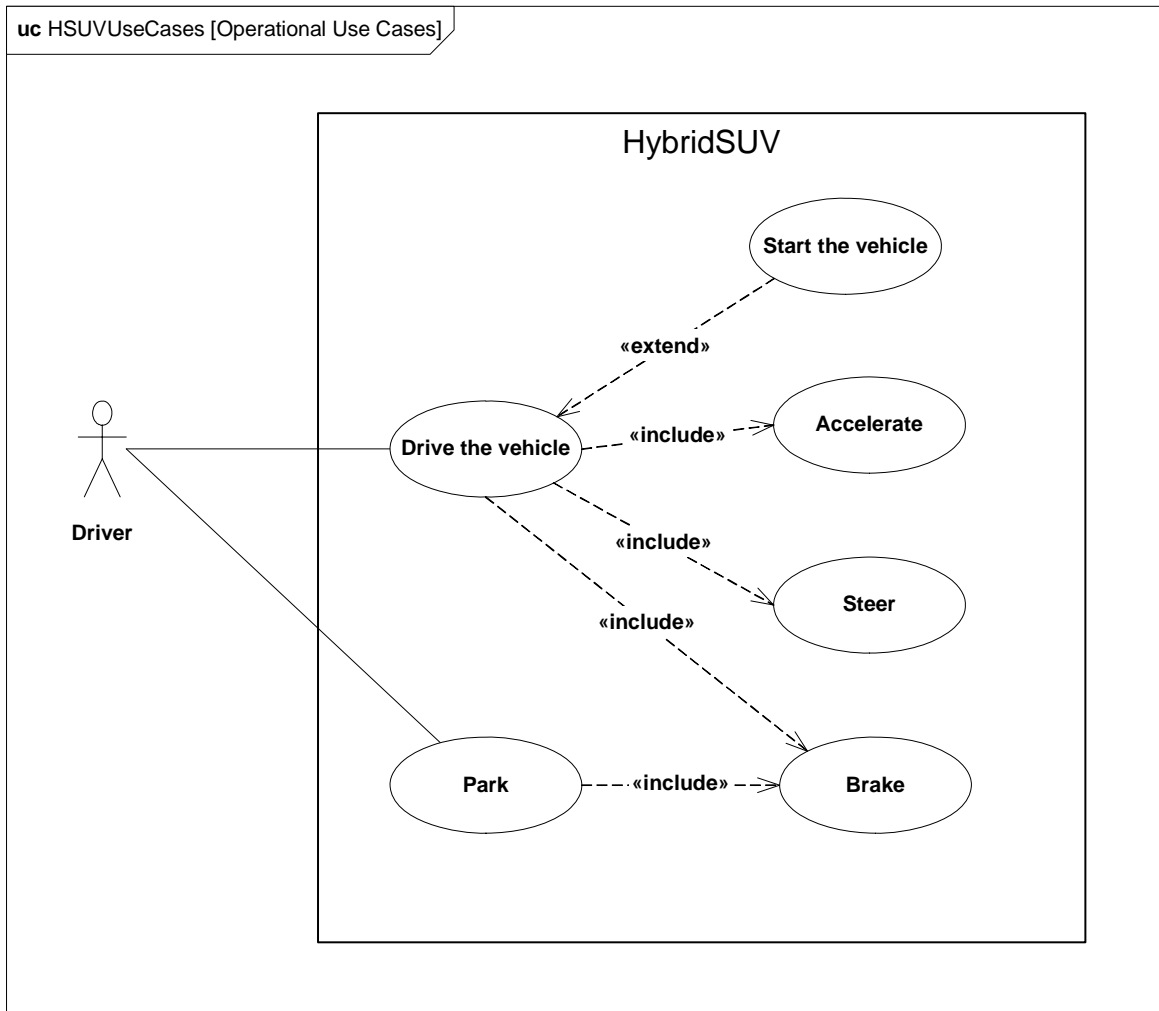 uc HSUVUseCases [Operational Use Cases]
HybridSUV
Start the vehicle
«extend»
Accelerate
«include»
Drive the vehicle
Driver
«include»
Steer
«include»
Park
«include»
Brake